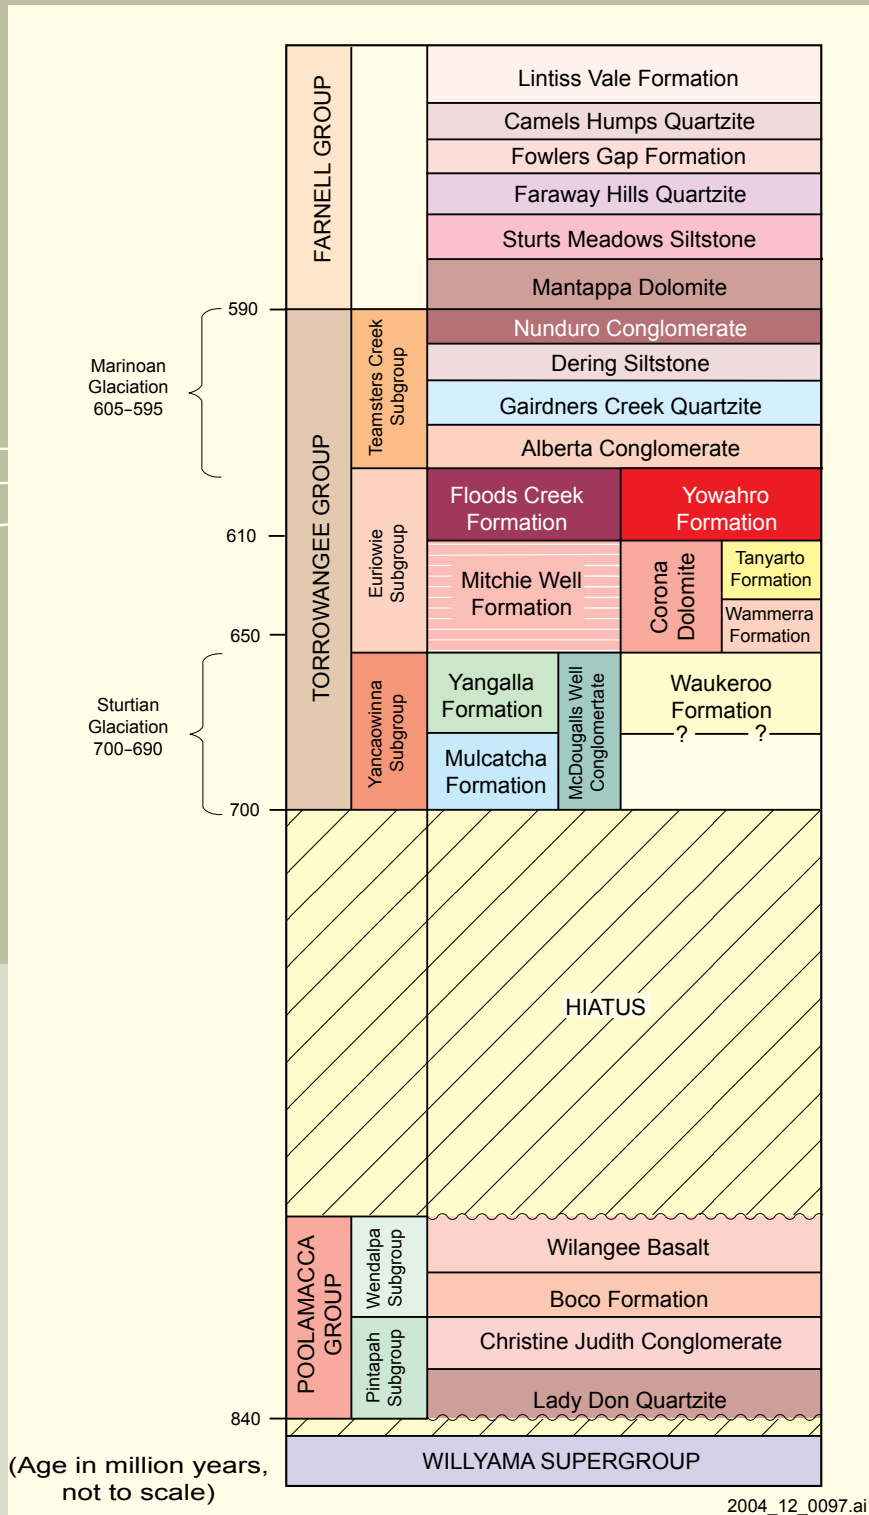 FARNELL GROUP
Lintiss Vale Formation
Camels Humps Quartzite
Fowlers Gap Formation
Faraway Hills Quartzite
Sturts Meadows Siltstone
Mantappa Dolomite
590
Marinoan
Glaciation
605–595
TORROWANGEE GROUP
Teamsters Creek
Subgroup
Nunduro Conglomerate
Dering Siltstone
Gairdners Creek Quartzite
Alberta Conglomerate
610
650
Euriowie
Subgroup
Floods Creek
Formation
Yowahro
Formation
Mitchie Well
Formation
Corona
Dolomite
Tanyarto
Formation
Wammerra
Formation
Sturtian
Glaciation
700–690
Yancaowinna
Subgroup
Yangalla
Formation
Mulcatcha
Formation
McDougalls Well
Conglomertate
Waukeroo
Formation
? ?
700
HIATUS
POOLAMACCA
GROUP
Wendalpa
Subgroup
Wilangee Basalt
Boco Formation
Pintapah
Subgroup
Christine Judith Conglomerate
Lady Don Quartzite
840
WILLYAMA SUPERGROUP
(Age in million years,
not to scale)
2004_12_0097.ai